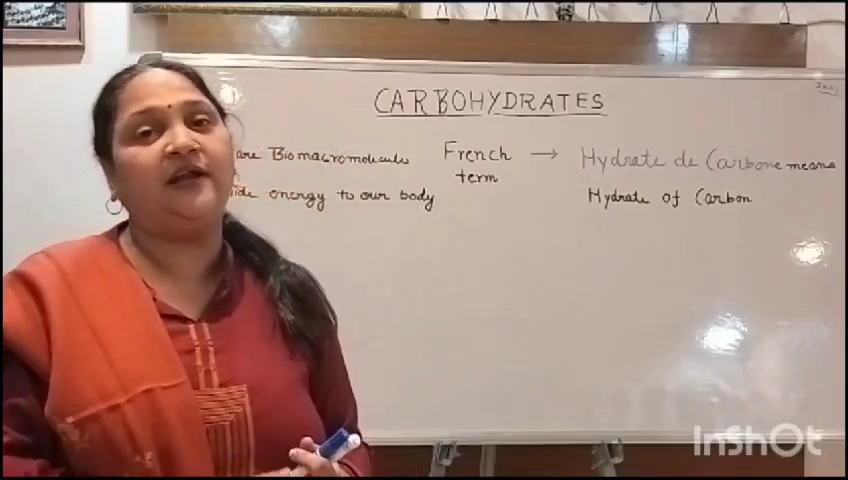 CARBOHYDRATES
are Biomacromolecules
ide energy to our body
French → Hydrate de Carbone means
term
Hydrate of Carbon
InShOt